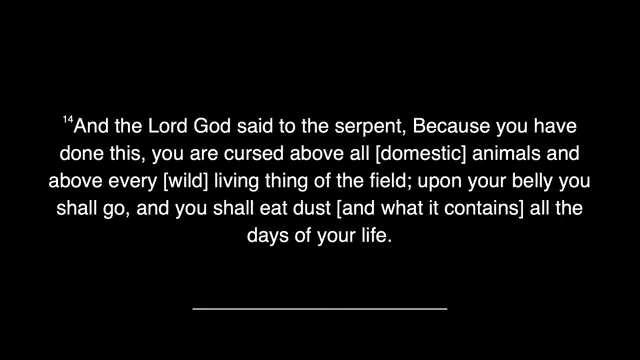 14And the Lord God said to the serpent, Because you have
done this, you are cursed above all [domestic] animals and
above every [wild] living thing of the field; upon your belly you
shall go, and you shall eat dust [and what it contains] all the
days of your life.